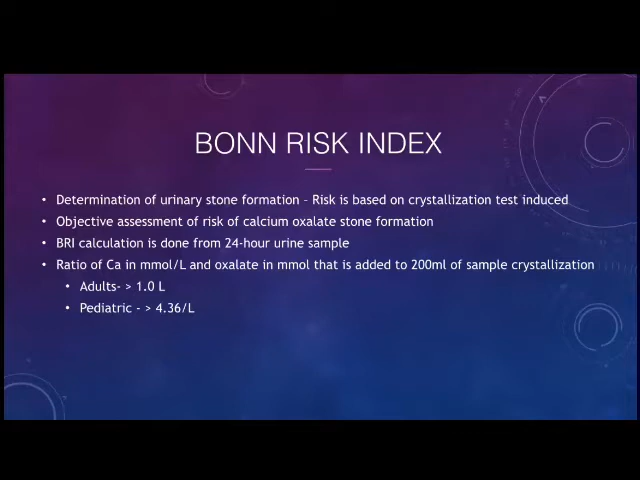 BONN RISK INDEX
• Determination of urinary stone formation – Risk is based on crystallization test induced
• Objective assessment of risk of calcium oxalate stone formation
• BRI calculation is done from 24-hour urine sample
• Ratio of Ca in mmol/L and oxalate in mmol that is added to 200ml of sample crystallization
• Adults- > 1.0 L
• Pediatric - > 4.36/L